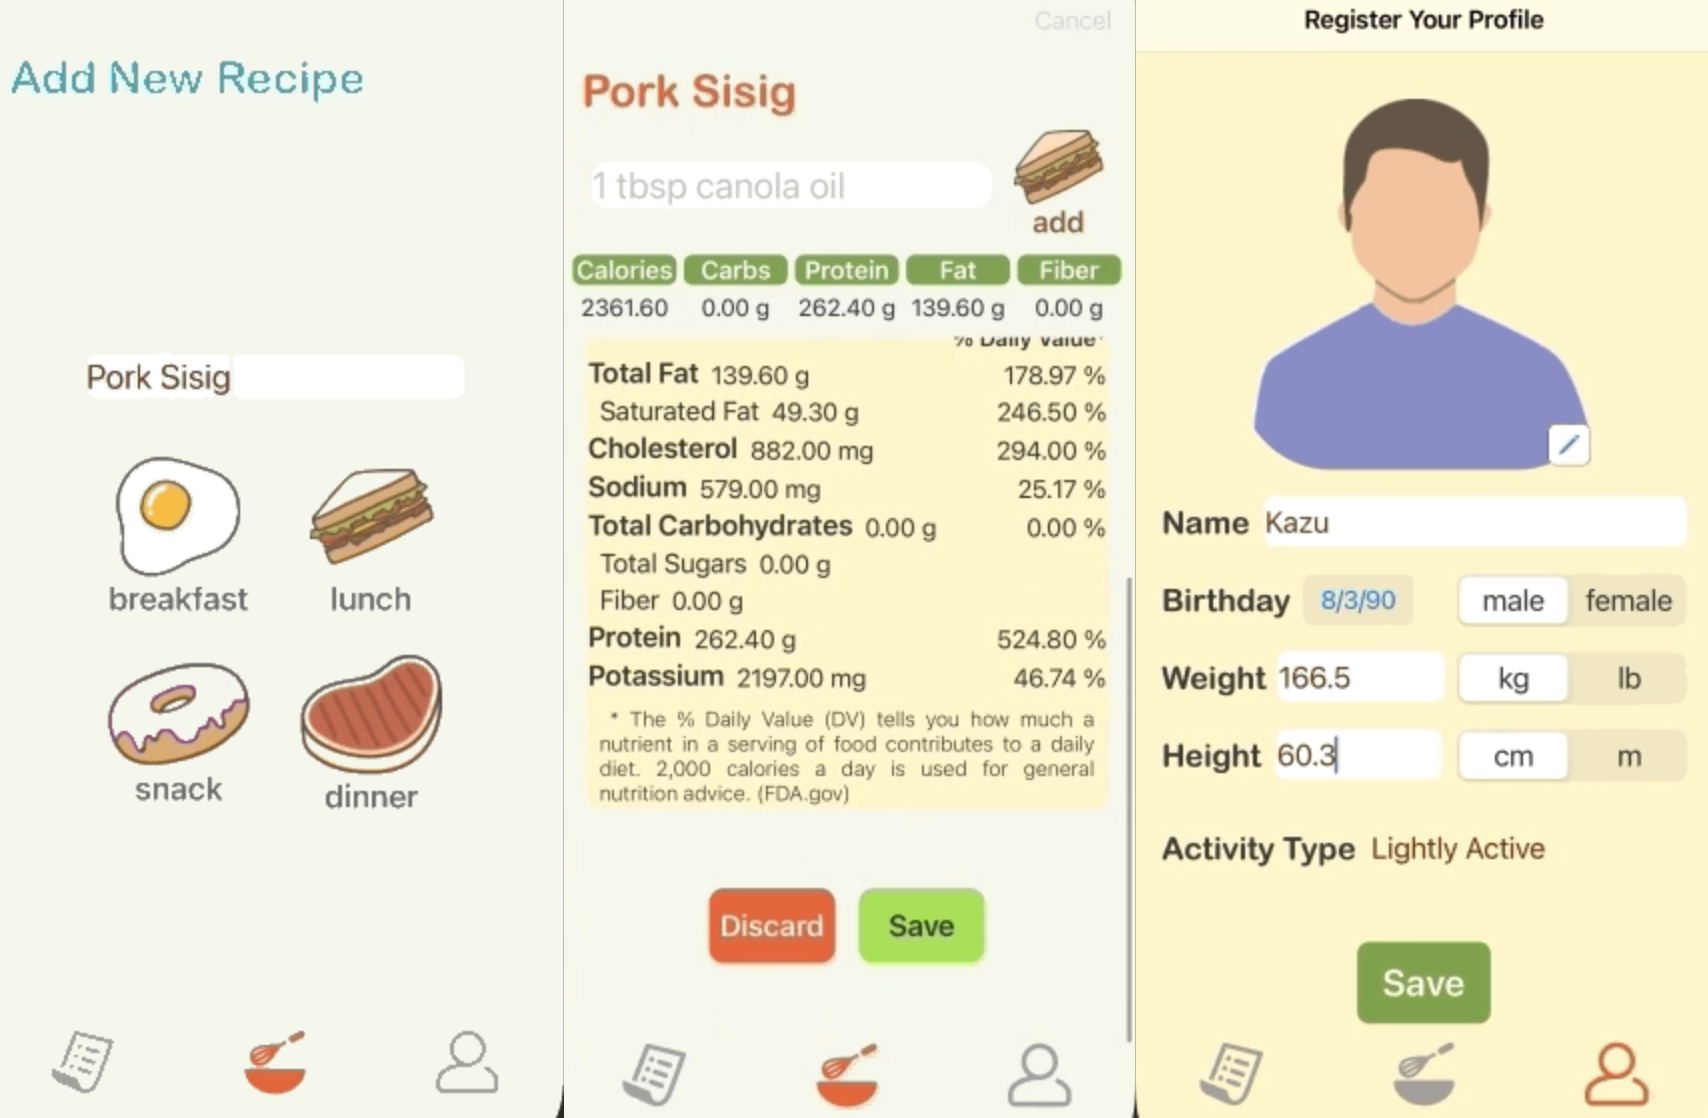 Add New Recipe
Pork Sisig
breakfast
lunch
snack
dinner
Cancel
Pork Sisig
1 tbsp canola oil
add
Calories Carbs Protein Fat Fiber
2361.60 0.00 g 262.40 g 139.60 g 0.00 g
% Daily Value*
Total Fat 139.60 g 178.97 %
Saturated Fat 49.30 g 246.50 %
Cholesterol 882.00 mg 294.00 %
Sodium 579.00 mg 25.17 %
Total Carbohydrates 0.00 g 0.00 %
Total Sugars 0.00 g
Fiber 0.00 g
Protein 262.40 g 524.80 %
Potassium 2197.00 mg 46.74 %
* The % Daily Value (DV) tells you how much a
nutrient in a serving of food contributes to a daily
diet. 2,000 calories a day is used for general
nutrition advice. (FDA.gov)
Discard Save
Register Your Profile
Name Kazu
Birthday 8/3/90 male female
Weight 166.5 kg lb
Height 60.3 cm m
Activity Type Lightly Active
Save